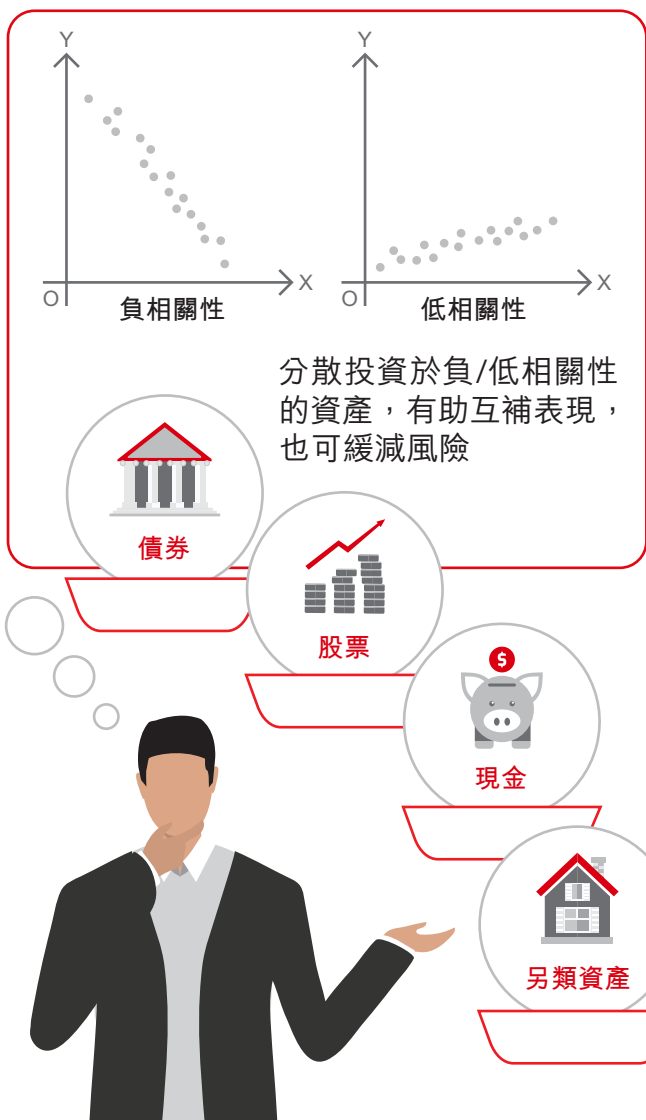 Y
X
O
負相關性
Y
X
O
低相關性
分散投資於負/低相關性
的資產，有助互補表現，
也可緩減風險
債券
股票
$
現金
另類資產